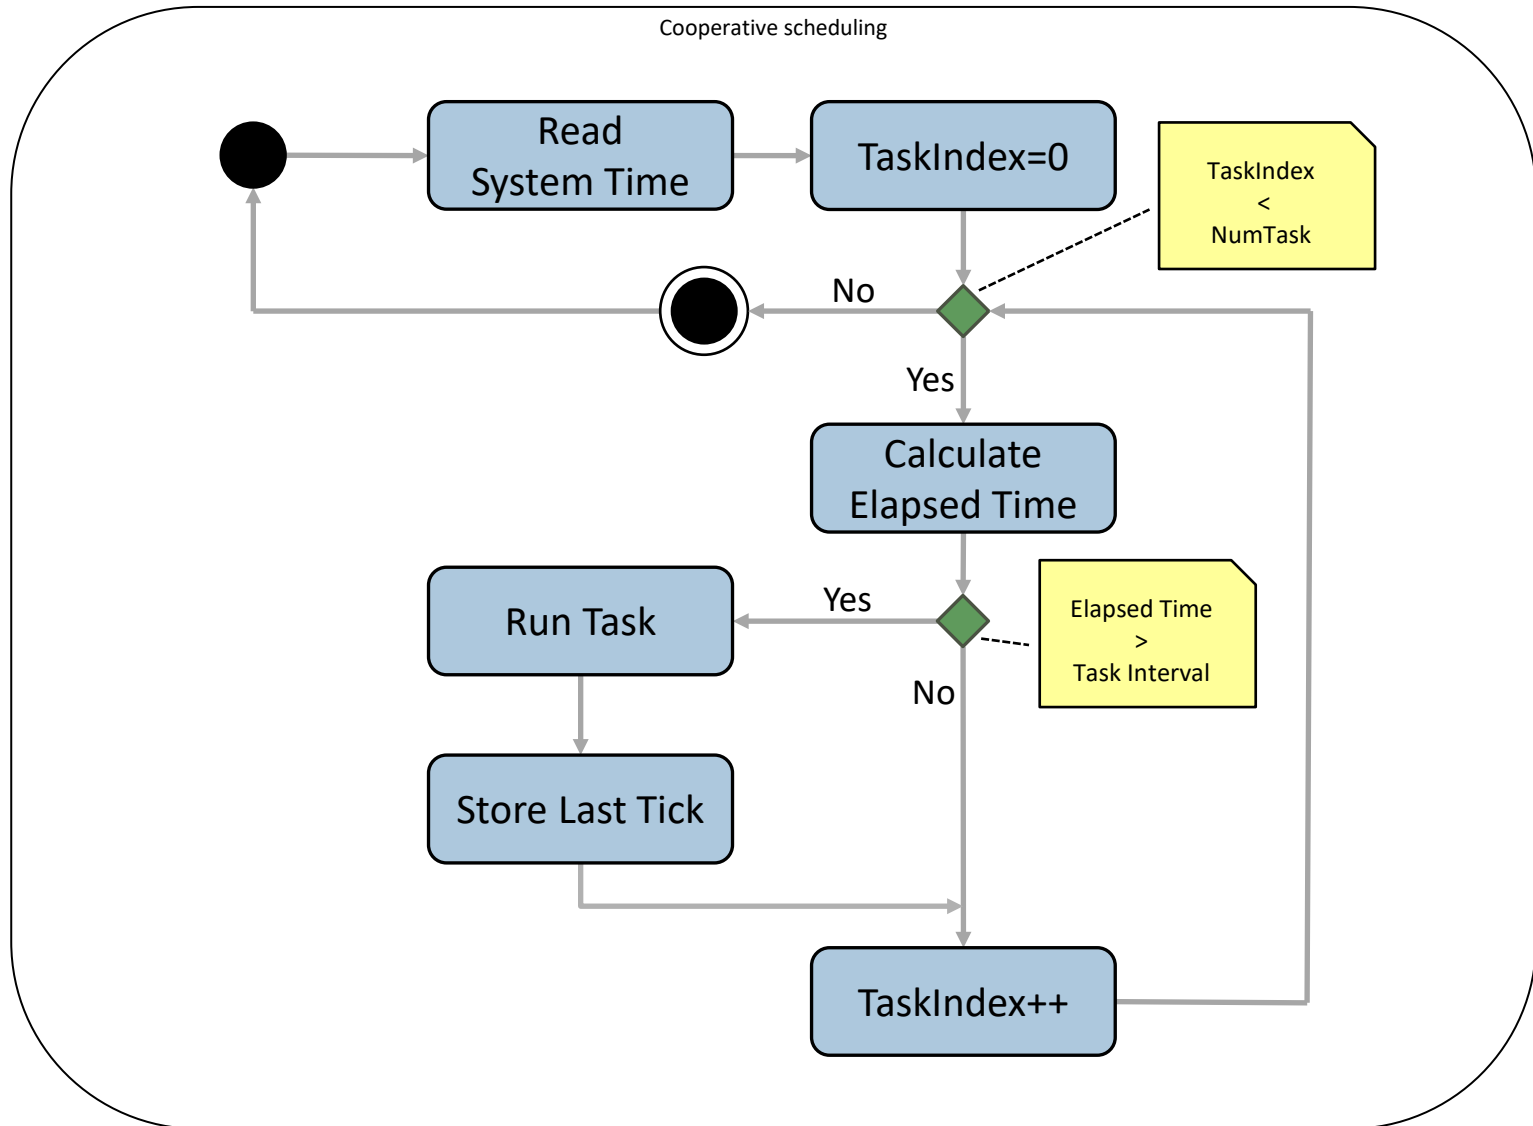 Cooperative scheduling
Read
System Time
TaskIndex=0
TaskIndex
<
NumTask
No
Yes
Calculate
Elapsed Time
Run Task
Yes
Elapsed Time
>
Task Interval
No
Store Last Tick
TaskIndex++